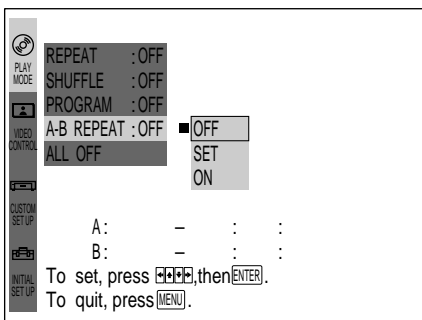 PLAY
MODE
VIDEO
CONTROL
CUSTOM
SET UP
INITIAL
SET UP
REPEAT :OFF
SHUFFLE :OFF
PROGRAM :OFF
A-B REPEAT :OFF
ALL OFF
OFF
SET
ON
A: – : :
B: – : :
To set, press ,then ENTER.
To quit, press MENU.